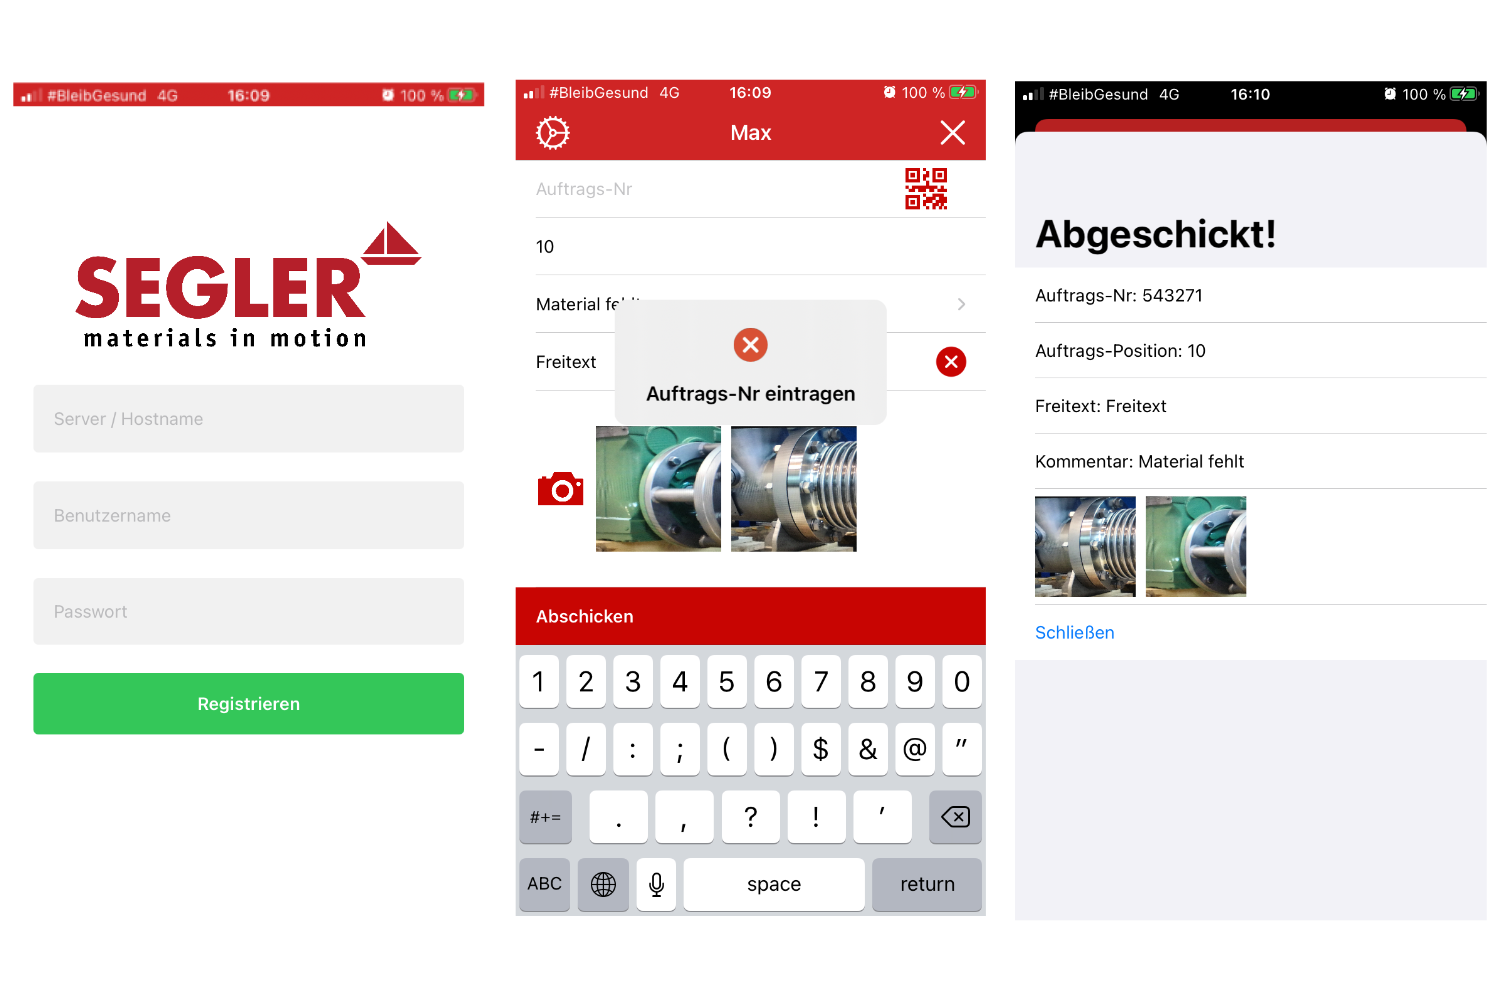 #BleibGesund 4G 16:09 100 %
SEGLER
materials in motion
Server / Hostname
Benutzername
Passwort
Registrieren
#BleibGesund 4G 16:09 100 %
Max
Auftrags-Nr
10
Material fehlt
Freitext
Auftrags-Nr eintragen
Abschicken
1 2 3 4 5 6 7 8 9 0
- / : ; ( ) $ & @ "
#+= . , ? ! '
ABC space return
#BleibGesund 4G 16:10 100 %
Abgeschickt!
Auftrags-Nr: 543271
Auftrags-Position: 10
Freitext: Freitext
Kommentar: Material fehlt
Schließen